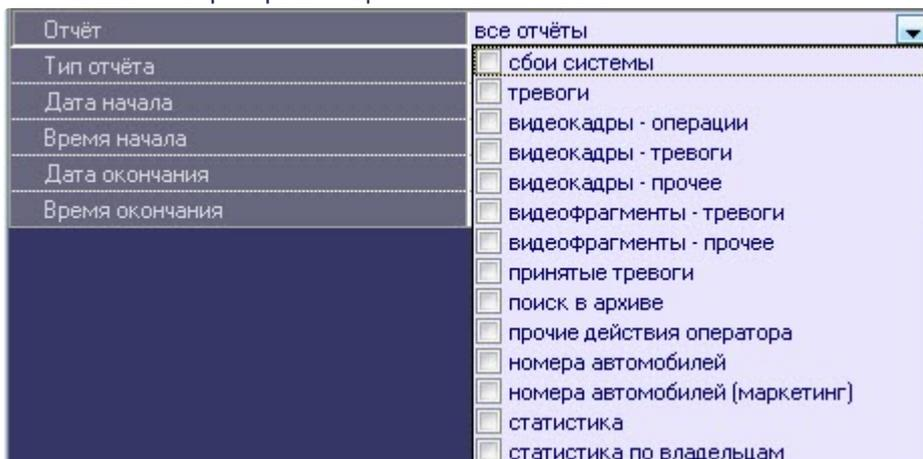 Отчёт
все отчёты
Тип отчёта
Дата начала
Время начала
Дата окончания
Время окончания
сбои системы
тревоги
видеокадры - операции
видеокадры - тревоги
видеокадры - прочее
видеофрагменты - тревоги
видеофрагменты - прочее
принятые тревоги
поиск в архиве
прочие действия оператора
номера автомобилей
номера автомобилей (маркетинг)
статистика
статистика по владельцам